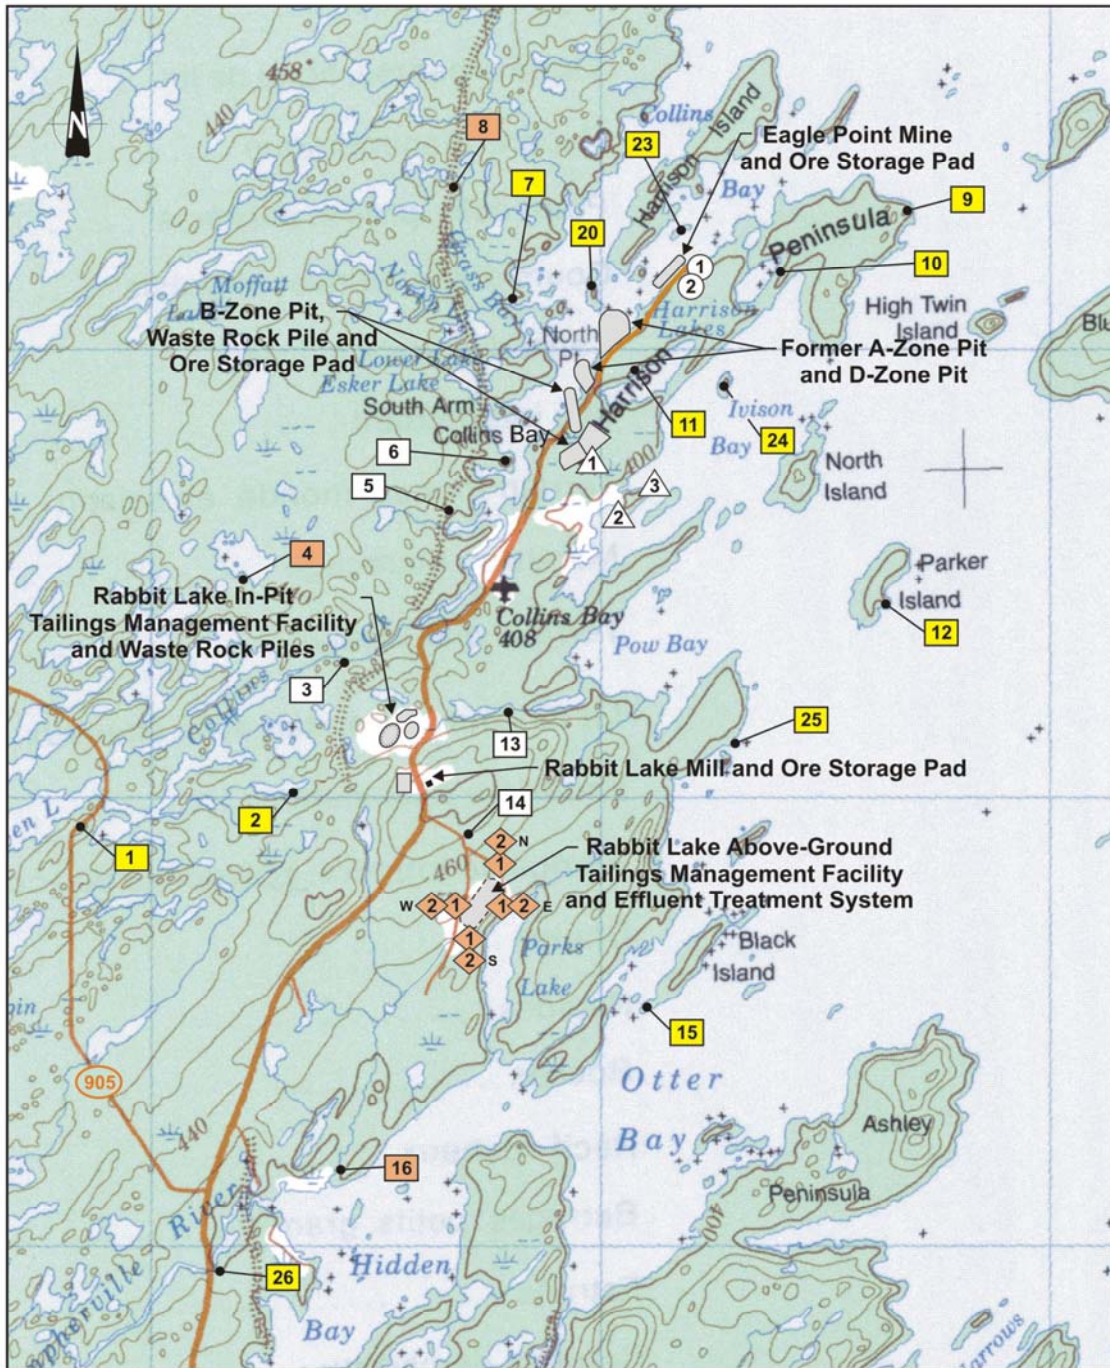 458
440
N
8
7
23
20
Collins
Island
Harrison
Bay
Eagle Point Mine
and Ore Storage Pad
9
Peninsula
10
1
2
Moffatt
B-Zone Pit,
Waste Rock Pile and
Ore Storage Pad
North
Pt
Harrison
Lakes
High Twin
Island
Former A-Zone Pit
and D-Zone Pit
Lower Lake
Esker Lake
South Arm
Collins Bay
Harrison
11
Ivison
Bay
24
6
1
400
3
2
North
Island
5
4
Rabbit Lake In-Pit
Tailings Management Facility
and Waste Rock Piles
Collins Bay
408
Parker
Island
12
Pow Bay
3
Collins
13
25
Rabbit Lake Mill and Ore Storage Pad
2
14
1
460
2 N
1
Rabbit Lake Above-Ground
Tailings Management Facility
and Effluent Treatment System
W 2 1
1 2 E
1
2 S
Parks
Lake
Black
Island
15
Otter
Bay
905
440
16
River
Ashley
Peninsula
400
Hidden
Bay
26